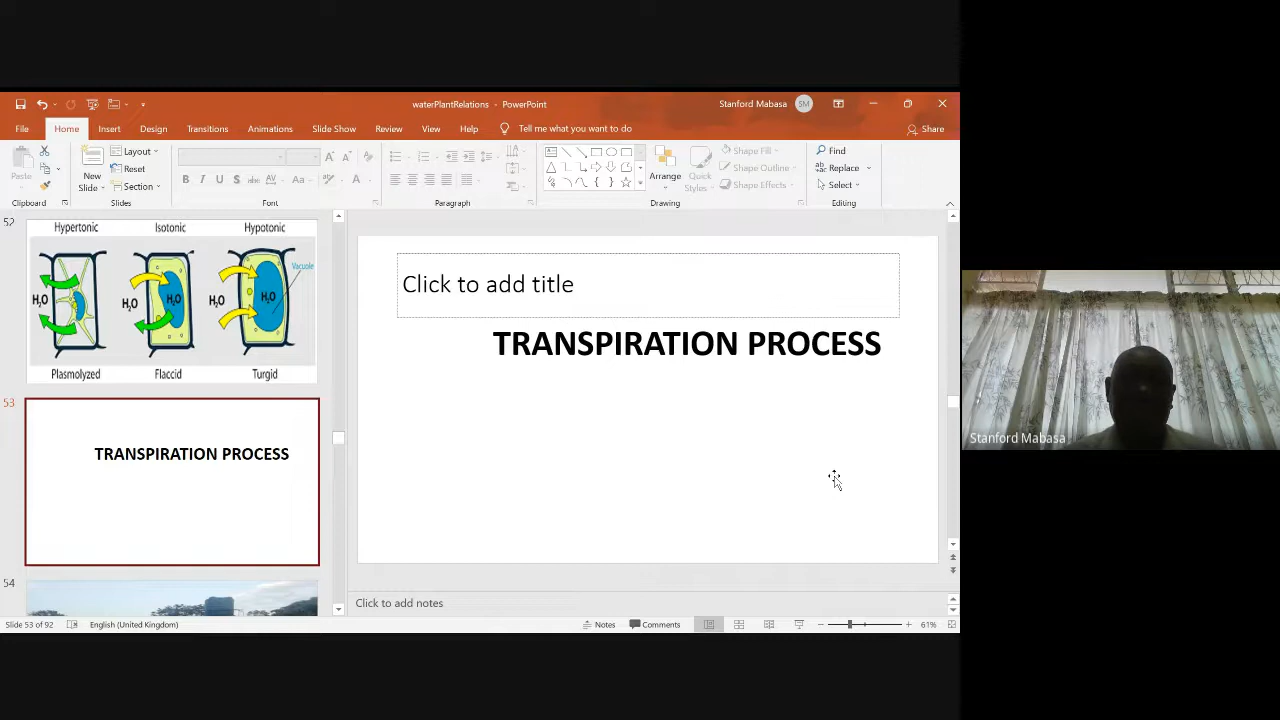 waterPlantRelations - PowerPoint
Stanford Mabasa
SM
File
Home
Insert
Design
Transitions
Animations
Slide Show
Review
View
Help
Tell me what you want to do
Share
Paste
New
Slide
Layout
Reset
Section
B I U S abc AV Aa A
Arrange
Quick
Styles
Shape Fill
Shape Outline
Shape Effects
Find
Replace
Select
Clipboard
Slides
Font
Paragraph
Drawing
Editing
52
Hypertonic
Isotonic
Hypotonic
Vacuole
H2O
H2O
H2O
H2O
H2O
Plasmolyzed
Flaccid
Turgid
53
TRANSPIRATION PROCESS
54
Click to add title
TRANSPIRATION PROCESS
Click to add notes
Slide 53 of 92
English (United Kingdom)
Notes
Comments
61%
Stanford Mabasa